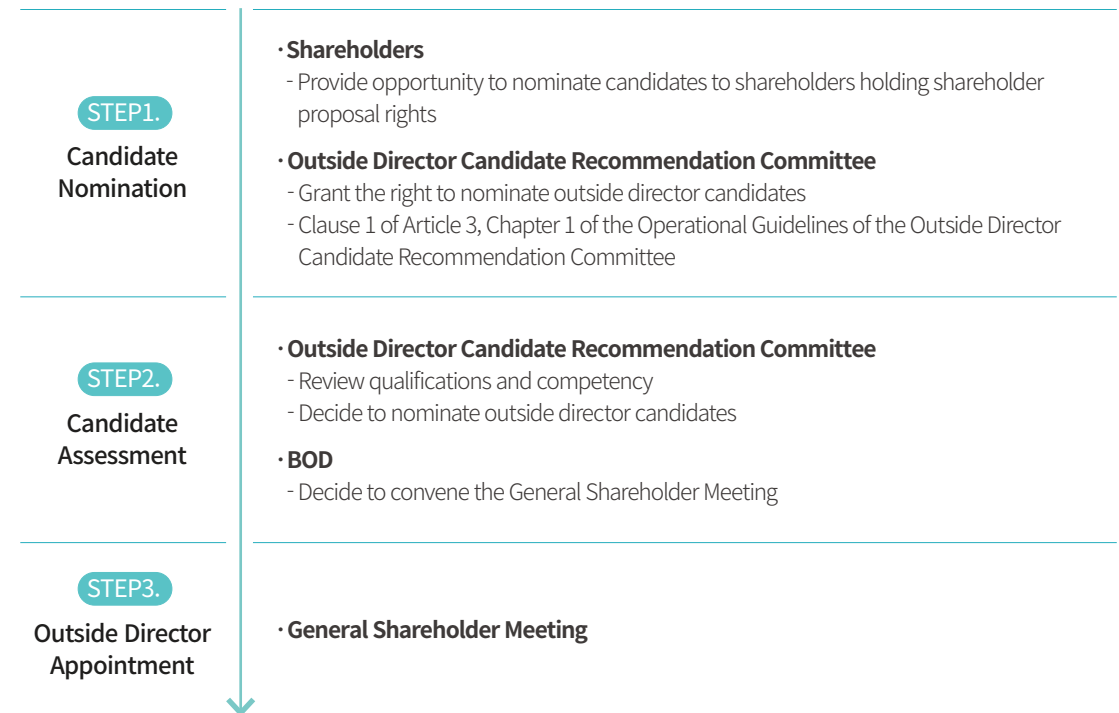 STEP1.
Candidate
Nomination
·Shareholders
- Provide opportunity to nominate candidates to shareholders holding shareholder
proposal rights
·Outside Director Candidate Recommendation Committee
- Grant the right to nominate outside director candidates
- Clause 1 of Article 3, Chapter 1 of the Operational Guidelines of the Outside Director
Candidate Recommendation Committee
STEP2.
Candidate
Assessment
·Outside Director Candidate Recommendation Committee
- Review qualifications and competency
- Decide to nominate outside director candidates
·BOD
- Decide to convene the General Shareholder Meeting
STEP3.
Outside Director
Appointment
·General Shareholder Meeting